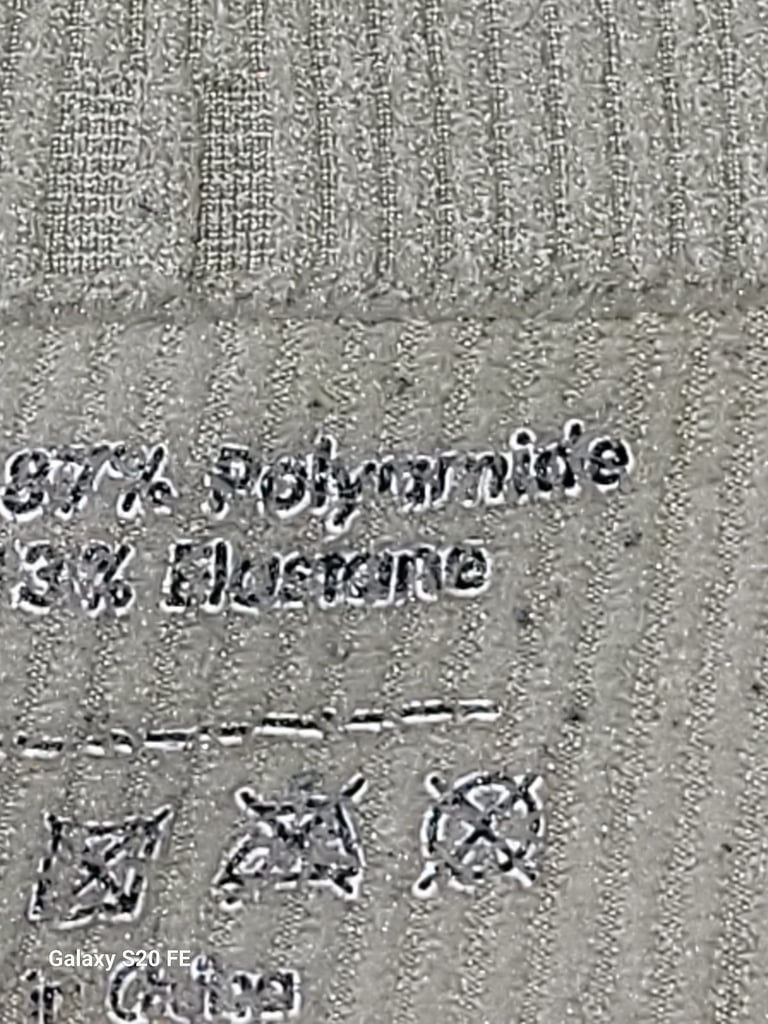 87% Polyamide
13% Elastane
Galaxy S20 FE